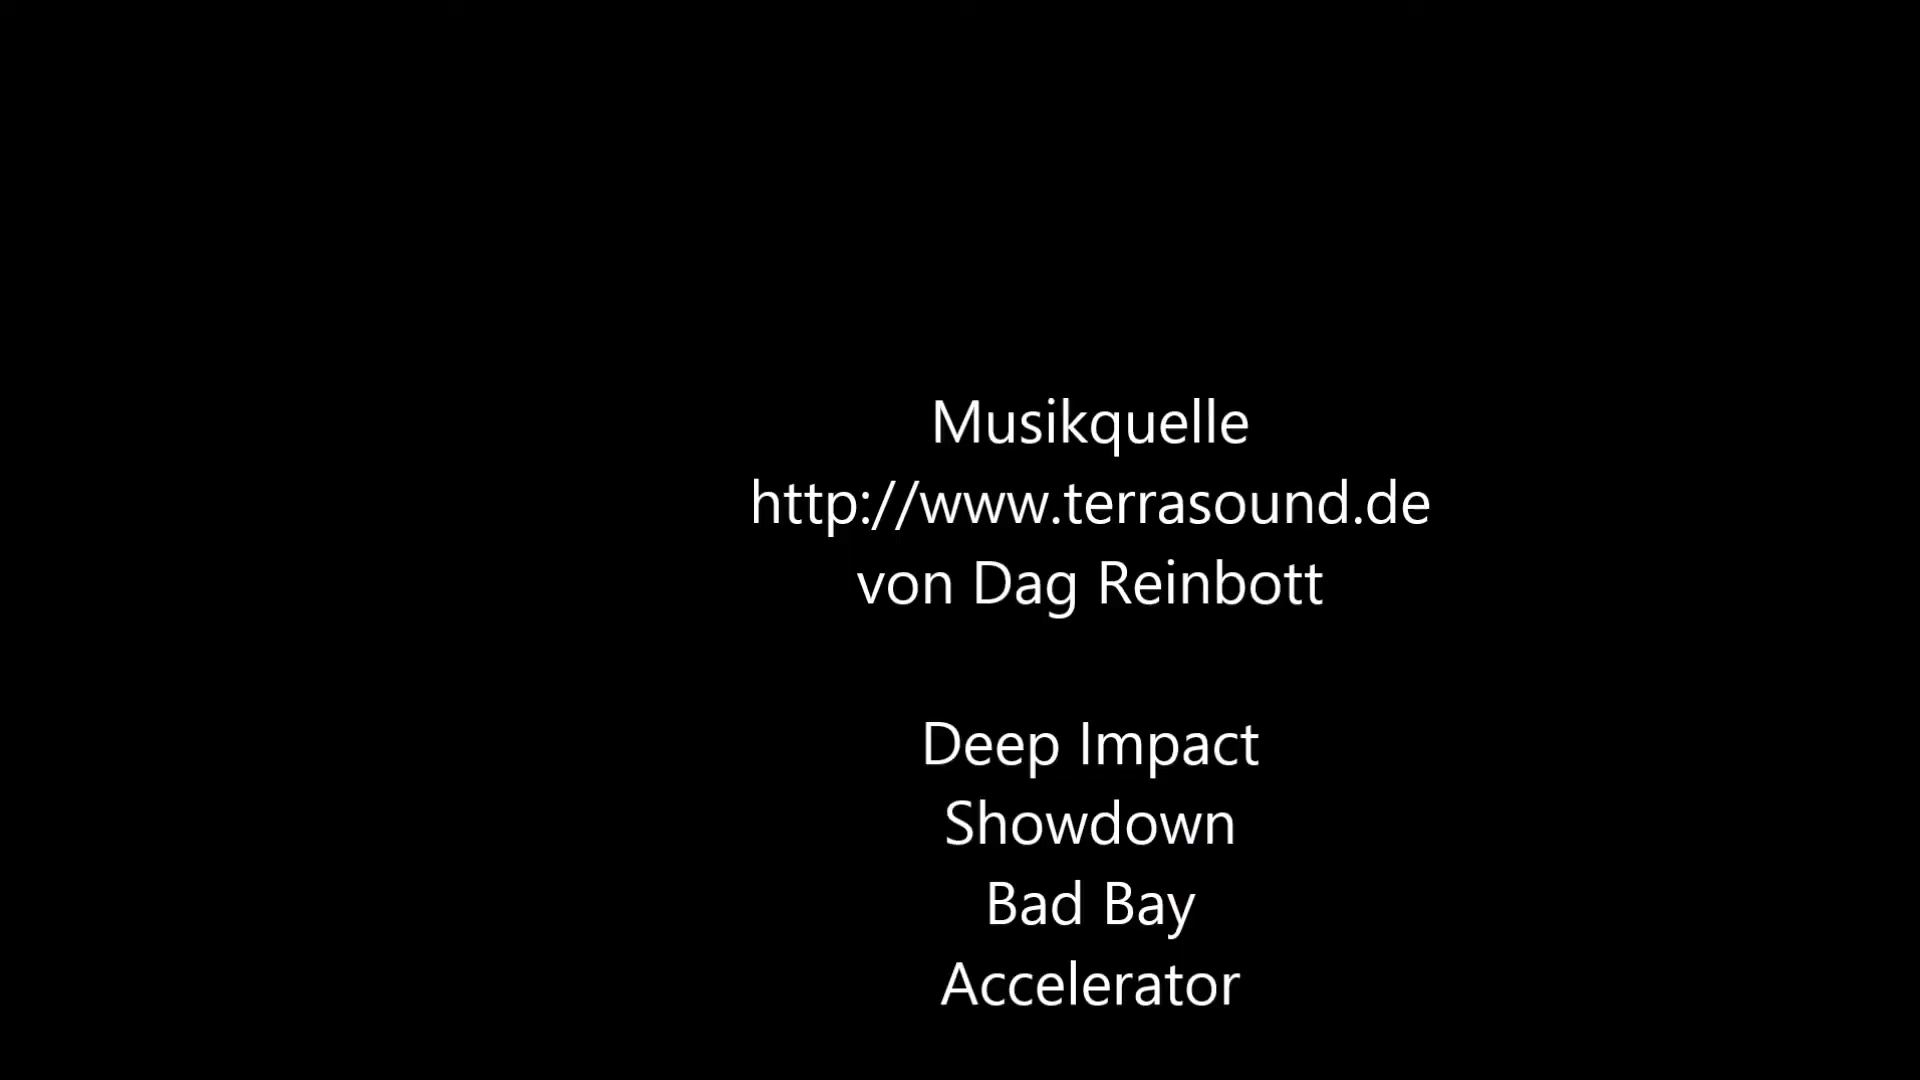 Musikquelle
http://www.terrasound.de
von Dag Reinbott
Deep Impact
Showdown
Bad Bay
Accelerator